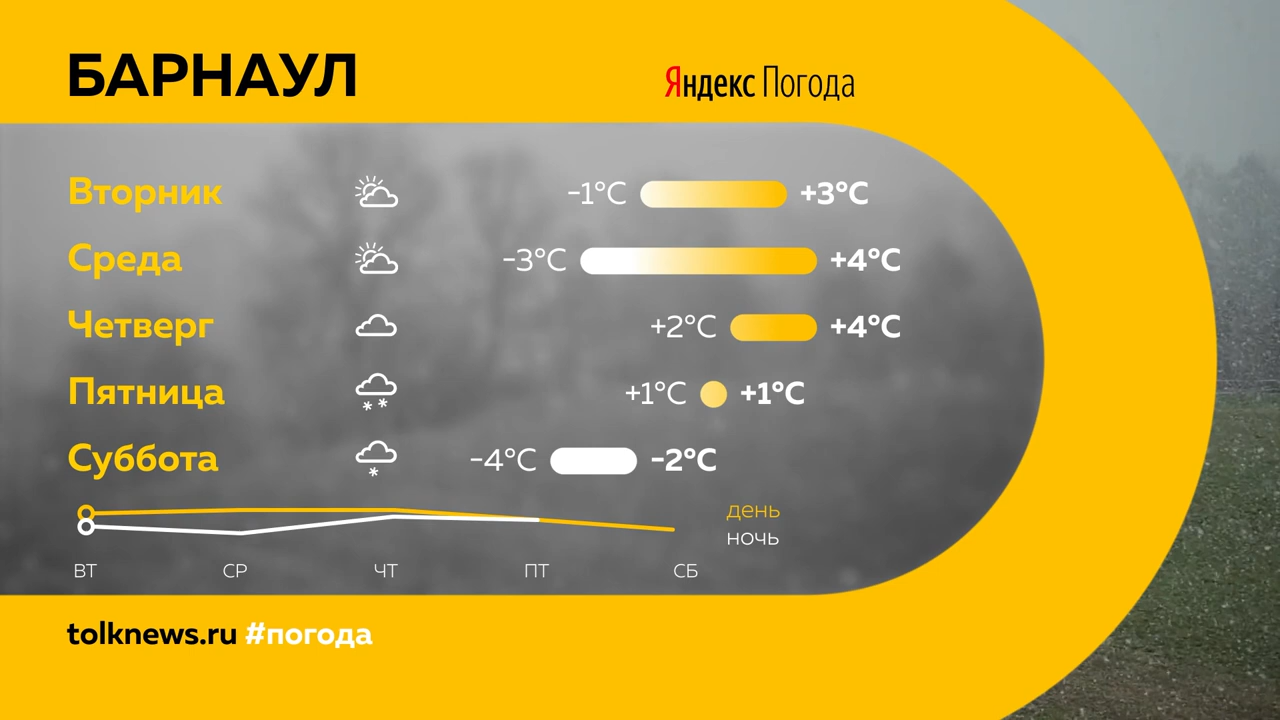 БАРНАУЛ
Яндекс Погода
Вторник -1°C +3°C
Среда -3°C +4°C
Четверг +2°C +4°C
Пятница +1°C +1°C
Суббота -4°C -2°C
день
ночь
ВТ СР ЧТ ПТ СБ
tolknews.ru #погода